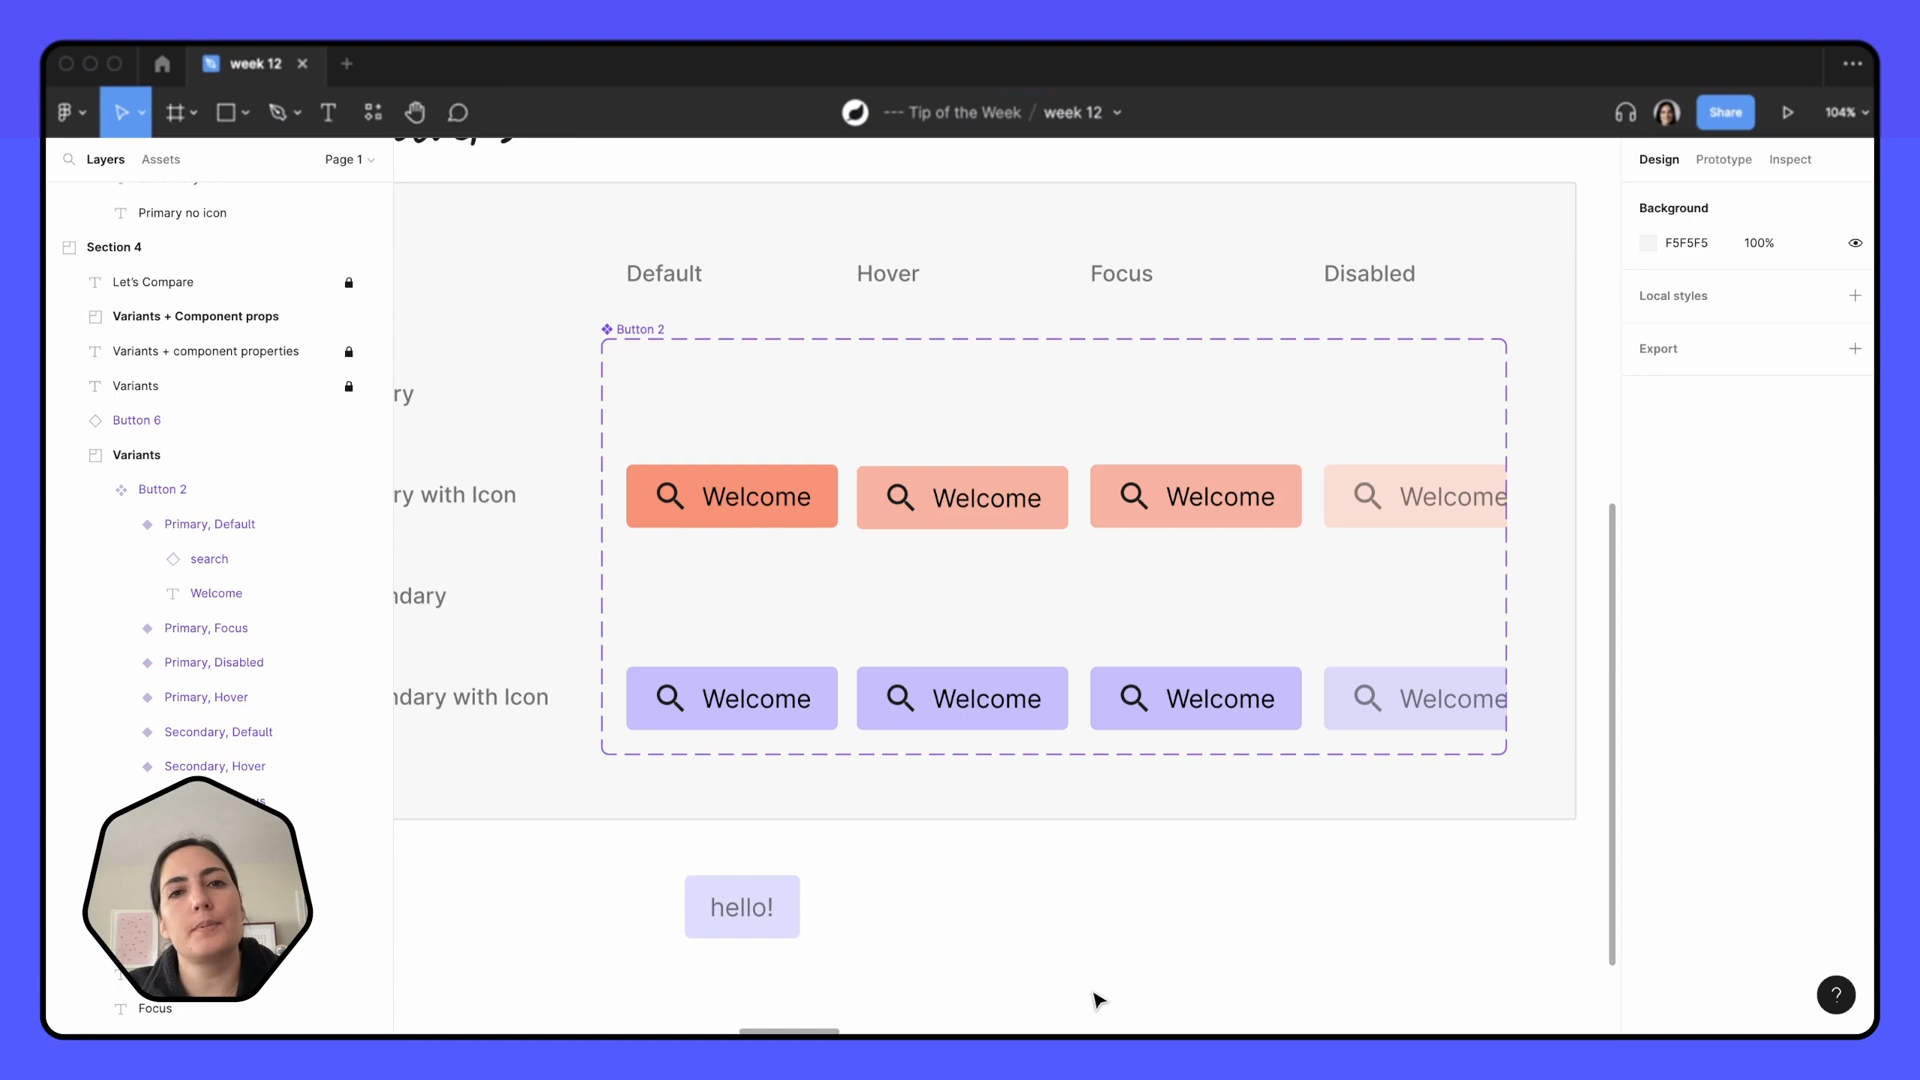 week 12
--- Tip of the Week / week 12
Share
104%
Layers
Assets
Page 1
Design
Prototype
Inspect
Primary no icon
Section 4
Let's Compare
Variants + Component props
Variants + component properties
Variants
Button 6
Variants
Button 2
Primary, Default
search
Welcome
Primary, Focus
Primary, Disabled
Primary, Hover
Secondary, Default
Secondary, Hover
Focus
Default
Hover
Focus
Disabled
Button 2
ry
ry with Icon
Welcome
Welcome
Welcome
Welcome
ndary
ndary with Icon
Welcome
Welcome
Welcome
Welcome
hello!
Background
F5F5F5
100%
Local styles
Export
?